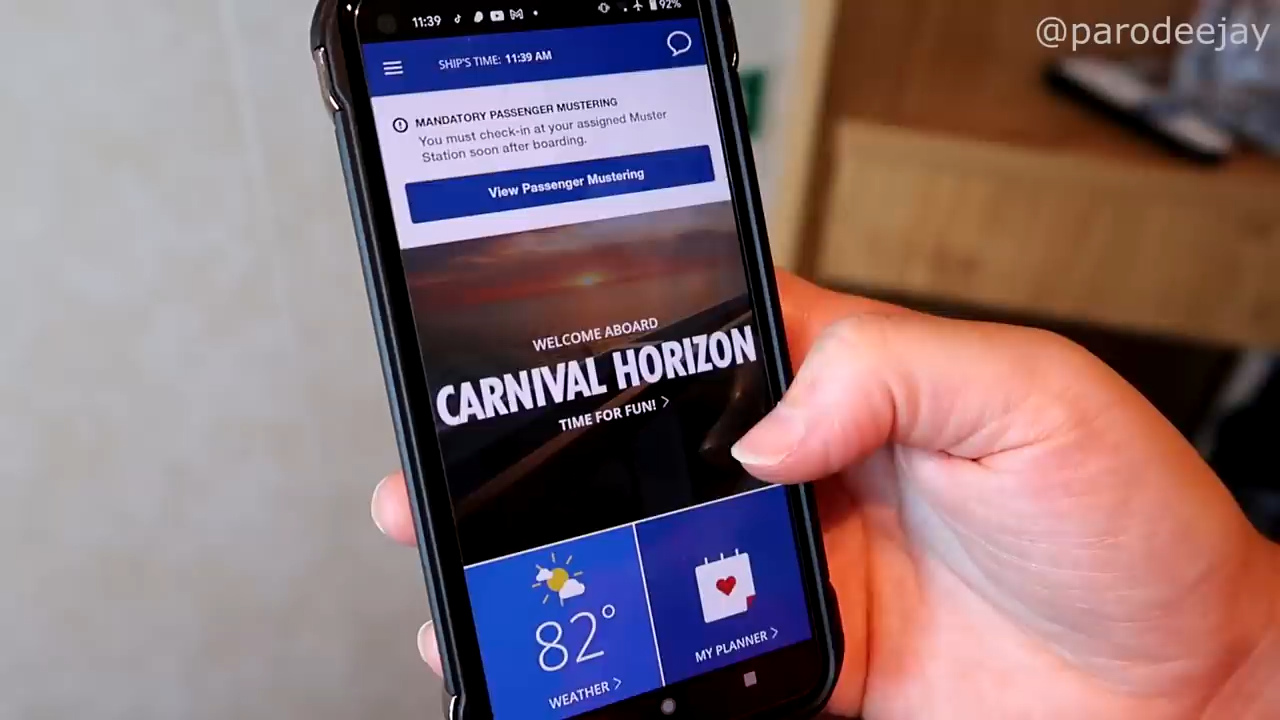 @parodeejay
11:39
92%
SHIP'S TIME: 11:39 AM
MANDATORY PASSENGER MUSTERING
You must check-in at your assigned Muster
Station soon after boarding.
View Passenger Mustering
WELCOME ABOARD
CARNIVAL HORIZON
TIME FOR FUN! >
82°
WEATHER >
MY PLANNER >